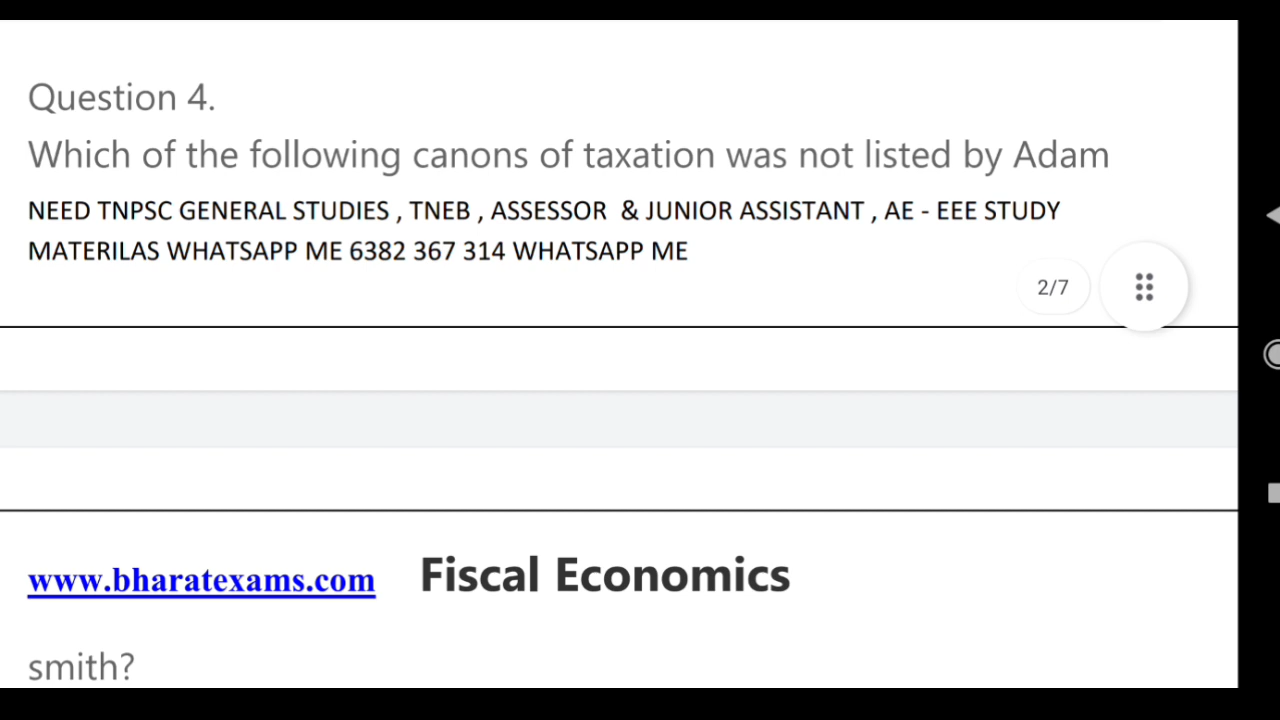 Question 4.
Which of the following canons of taxation was not listed by Adam
NEED TNPSC GENERAL STUDIES , TNEB , ASSESSOR & JUNIOR ASSISTANT , AE - EEE STUDY
MATERILAS WHATSAPP ME 6382 367 314 WHATSAPP ME
2/7
www.bharatexams.com Fiscal Economics
smith?